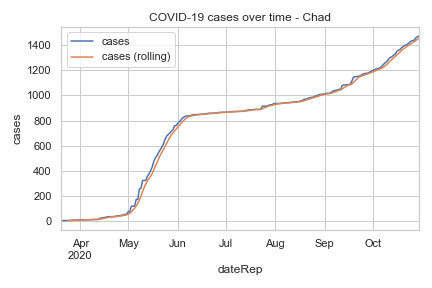 COVID-19 cases over time - Chad
cases
cases (rolling)
1400
1200
1000
800
600
400
200
0
cases
Apr May Jun Jul Aug Sep Oct
2020
dateRep